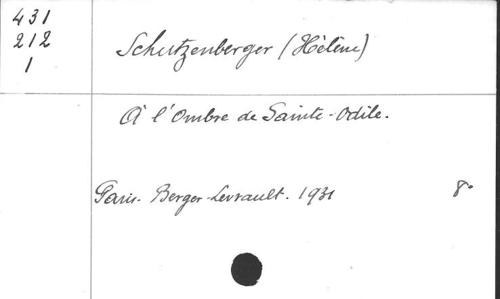 431
212
1
Schutzenberger (Hélène)
A l'Ombre de Sainte-Odile.
Paris. Berger-Levrault. 1931 8°